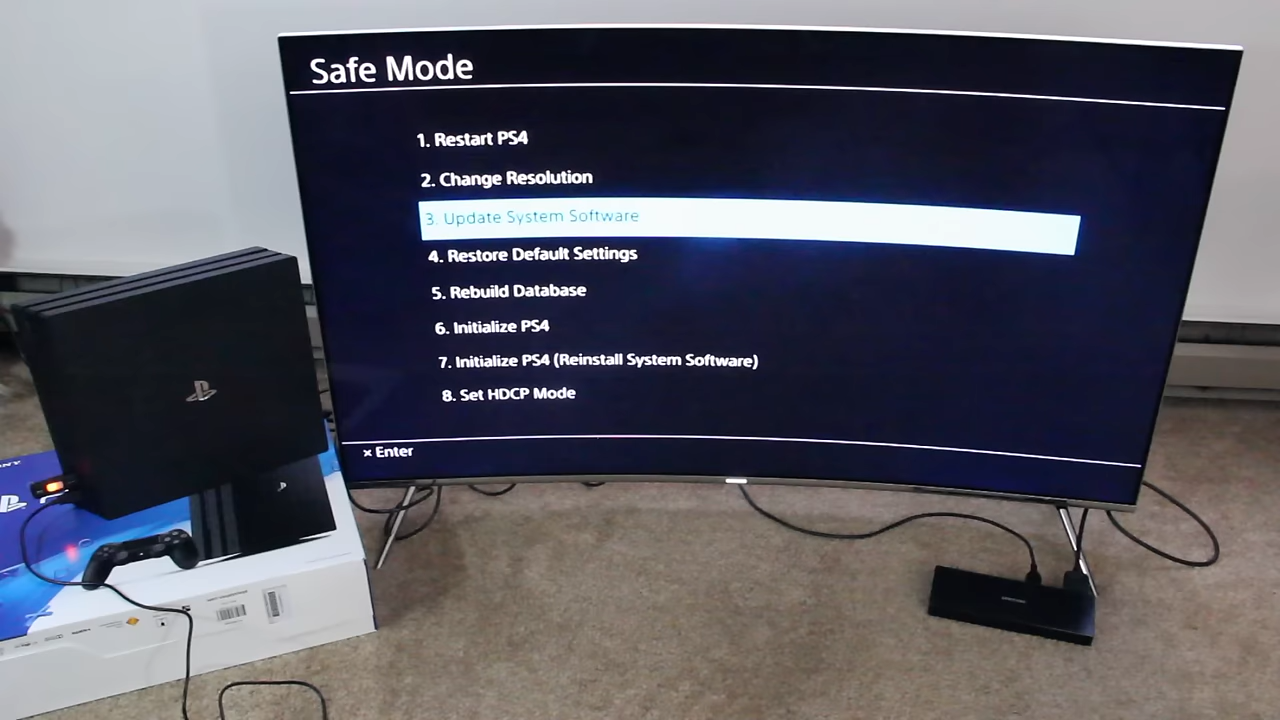 Safe Mode
1. Restart PS4
2. Change Resolution
3. Update System Software
4. Restore Default Settings
5. Rebuild Database
6. Initialize PS4
7. Initialize PS4 (Reinstall System Software)
8. Set HDCP Mode
× Enter